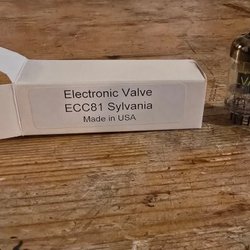 Electronic Valve
ECC81 Sylvania
Made in USA